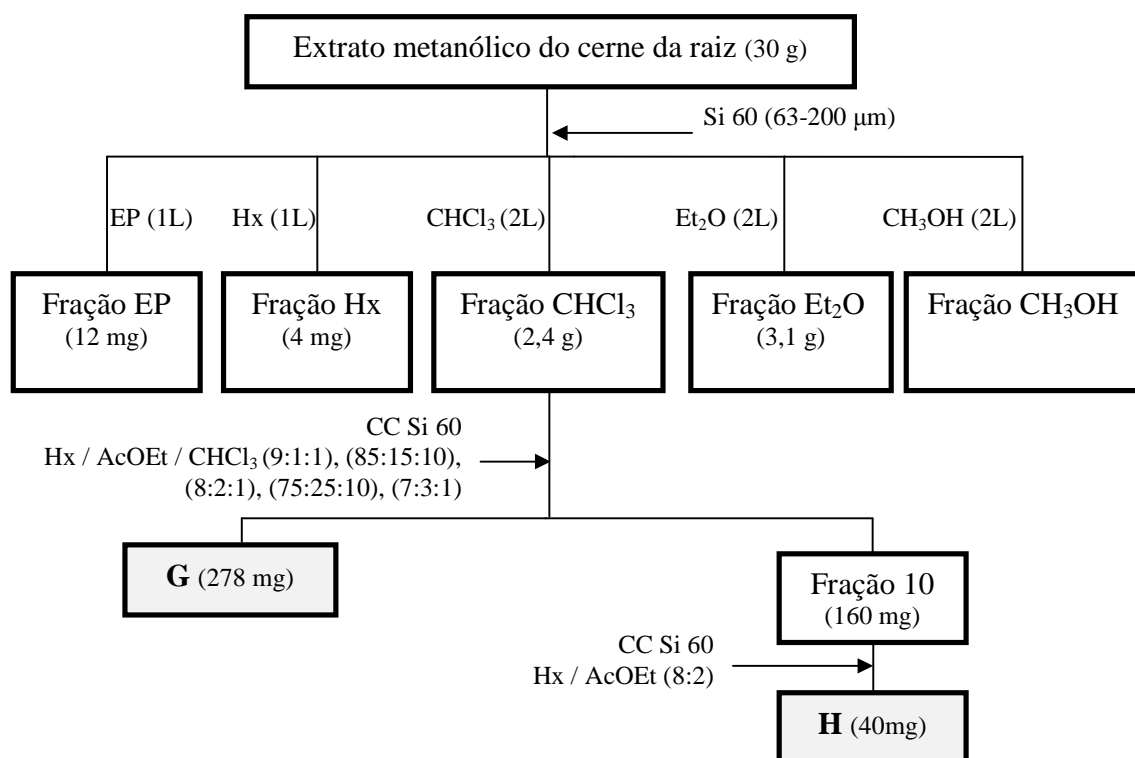 Extrato metanólico do cerne da raiz (30 g)
Si 60 (63-200 μm)
EP (1L)
Hx (1L)
CHCl₃ (2L)
Et₂O (2L)
CH₃OH (2L)
Fração EP
(12 mg)
Fração Hx
(4 mg)
Fração CHCl₃
(2,4 g)
Fração Et₂O
(3,1 g)
Fração CH₃OH
CC Si 60
Hx / AcOEt / CHCl₃ (9:1:1), (85:15:10),
(8:2:1), (75:25:10), (7:3:1)
G (278 mg)
Fração 10
(160 mg)
CC Si 60
Hx / AcOEt (8:2)
H (40mg)